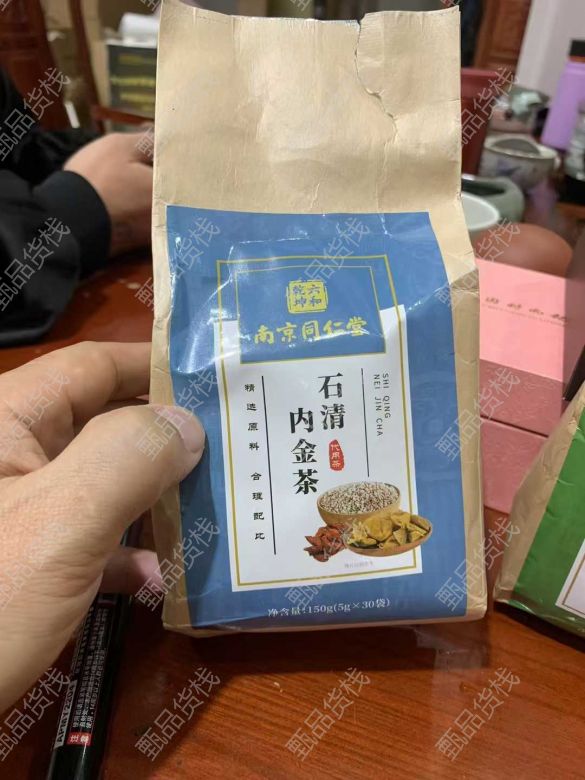 乾六
坤和
南京同仁堂
SHI QING
NEI JIN CHA
石清
内金茶
代用茶
精选原料 合理配比
净含量:150g(5g×30袋)
甄品货栈